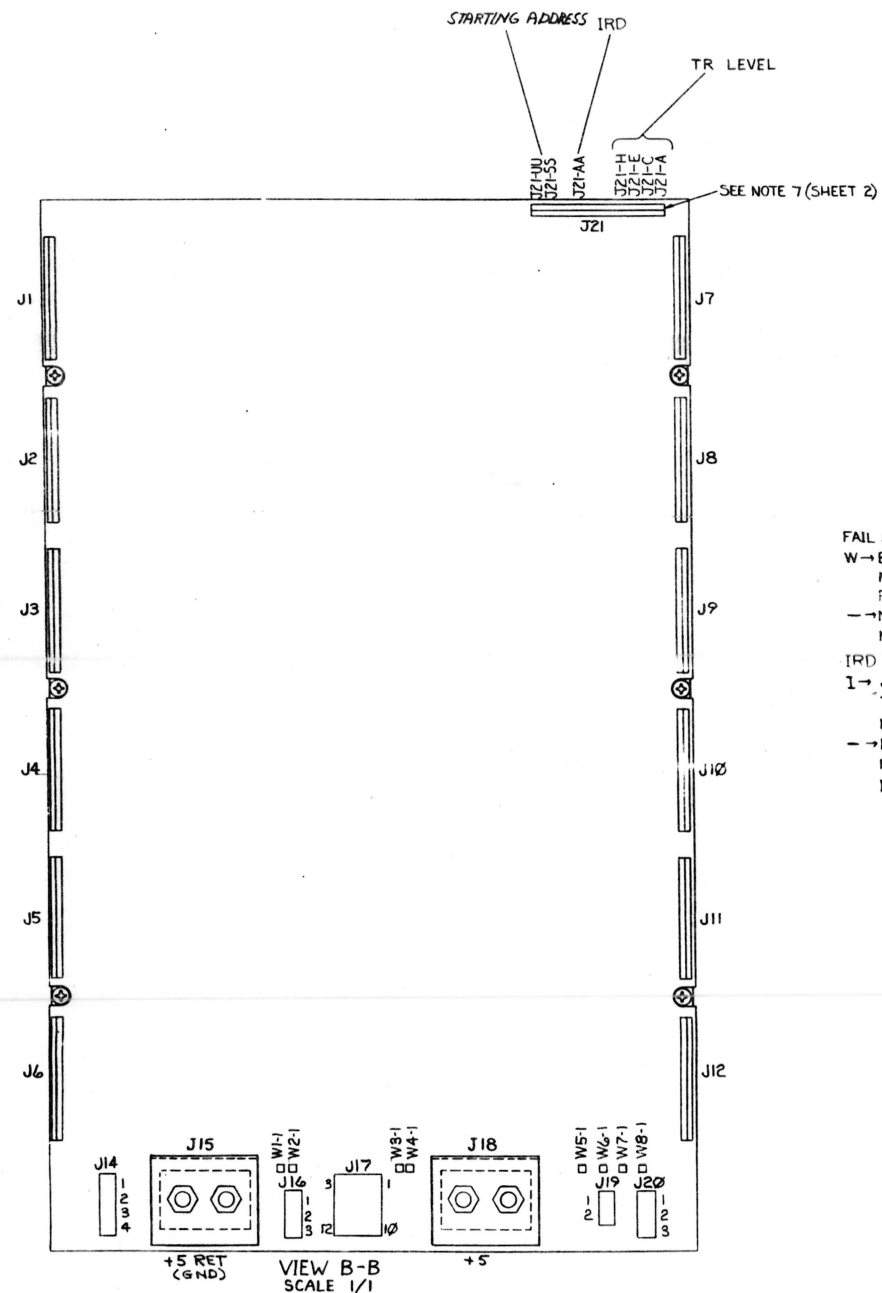 STARTING ADDRESS IRD
TR LEVEL
J21-UU
J21-SS
J21-AA
J21-H
J21-E
J21-C
J21-A
SEE NOTE 7 (SHEET 2)
J21
J1
J7
J2
J8
J3
J9
J4
J1Ø
J5
J11
J6
J12
FAIL
W→
-→
IRD
I→
-→
J14
1
2
3
4
J15
W1-1
W2-1
J16
1
2
3
J17
3
1
12
1Ø
W3-1
W4-1
J18
W5-1
W6-1
W7-1
W8-1
J19
1
2
J2Ø
1
2
3
+5 RET
(GND)
VIEW B-B
SCALE 1/1
+5